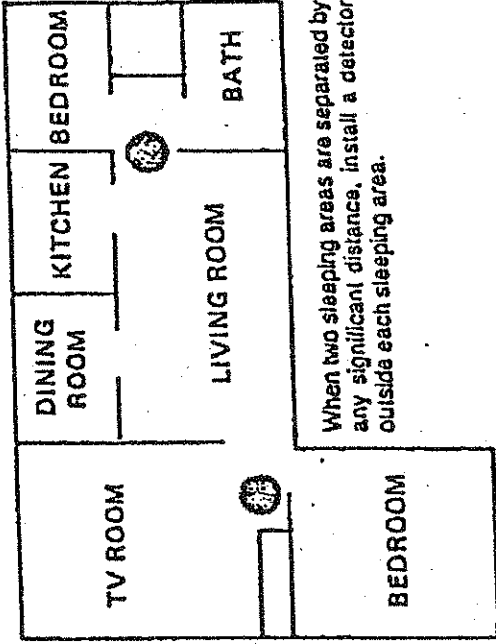 BEDROOM
KITCHEN
DINING
ROOM
BATH
LIVING ROOM
TV ROOM
BEDROOM
When two sleeping areas are separated by
any significant distance, install a detector
outside each sleeping area.